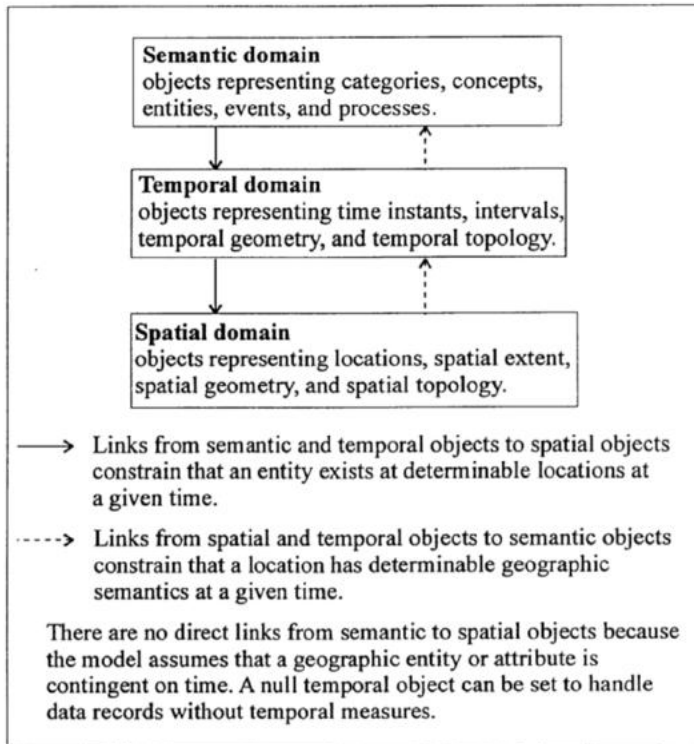 Semantic domain
objects representing categories, concepts,
entities, events, and processes.
Temporal domain
objects representing time instants, intervals,
temporal geometry, and temporal topology.
Spatial domain
objects representing locations, spatial extent,
spatial geometry, and spatial topology.
Links from semantic and temporal objects to spatial objects
constrain that an entity exists at determinable locations at
a given time.
Links from spatial and temporal objects to semantic objects
constrain that a location has determinable geographic
semantics at a given time.
There are no direct links from semantic to spatial objects because
the model assumes that a geographic entity or attribute is
contingent on time. A null temporal object can be set to handle
data records without temporal measures.